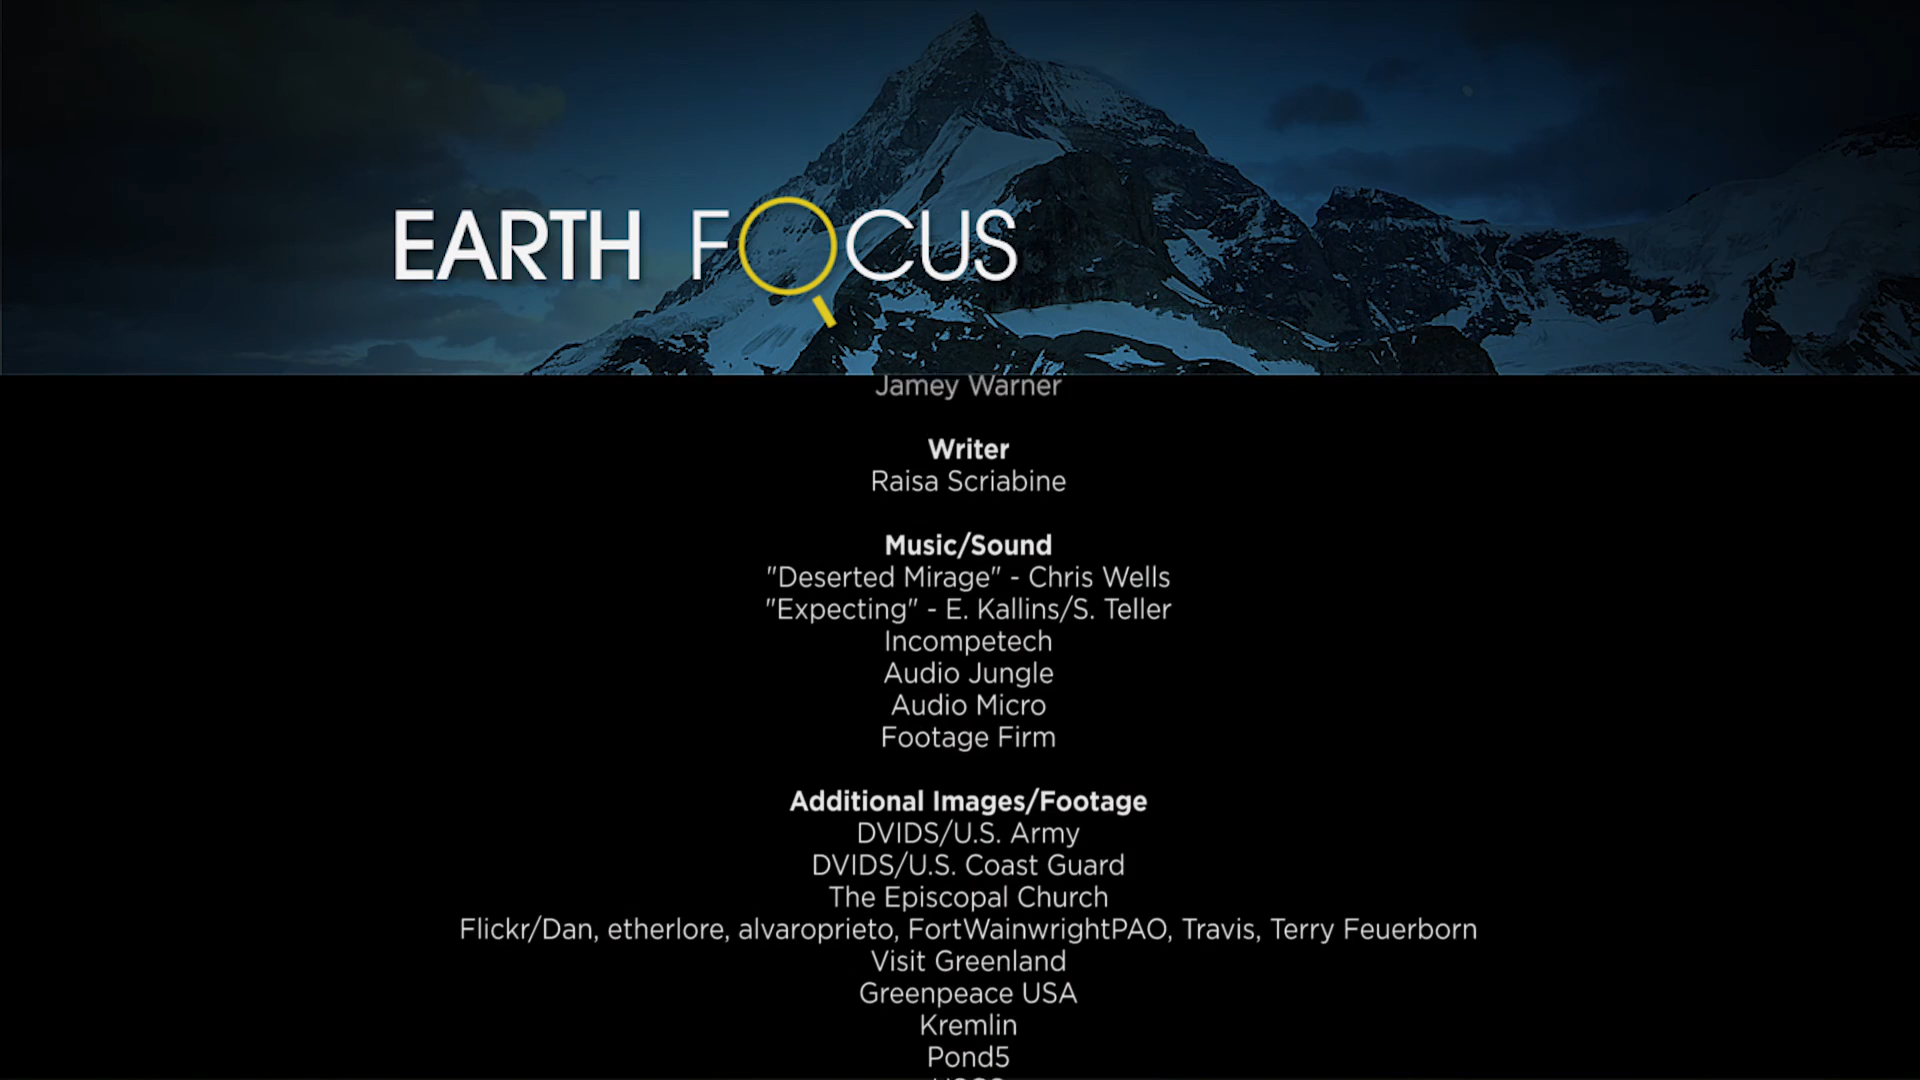 EARTH FOCUS
Jamey Warner
Writer
Raisa Scriabine
Music/Sound
"Deserted Mirage" - Chris Wells
"Expecting" - E. Kallins/S. Teller
Incompetech
Audio Jungle
Audio Micro
Footage Firm
Additional Images/Footage
DVIDS/U.S. Army
DVIDS/U.S. Coast Guard
The Episcopal Church
Flickr/Dan, etherlore, alvaroprieto, FortWainwrightPAO, Travis, Terry Feuerborn
Visit Greenland
Greenpeace USA
Kremlin
Pond5